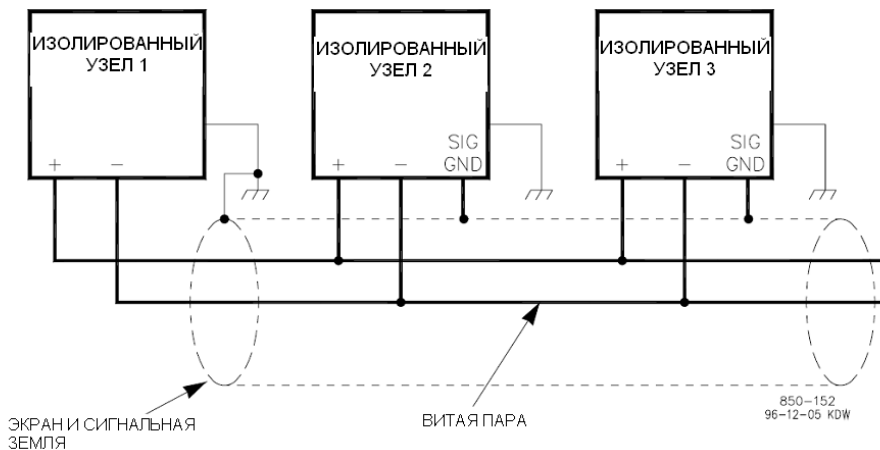 ИЗОЛИРОВАННЫЙ
УЗЕЛ 1
ИЗОЛИРОВАННЫЙ
УЗЕЛ 2
ИЗОЛИРОВАННЫЙ
УЗЕЛ 3
+ −
+ − SIG
GND
+ − SIG
GND
ЭКРАН И СИГНАЛЬНАЯ
ЗЕМЛЯ
ВИТАЯ ПАРА
850-152
96-12-05 KDW